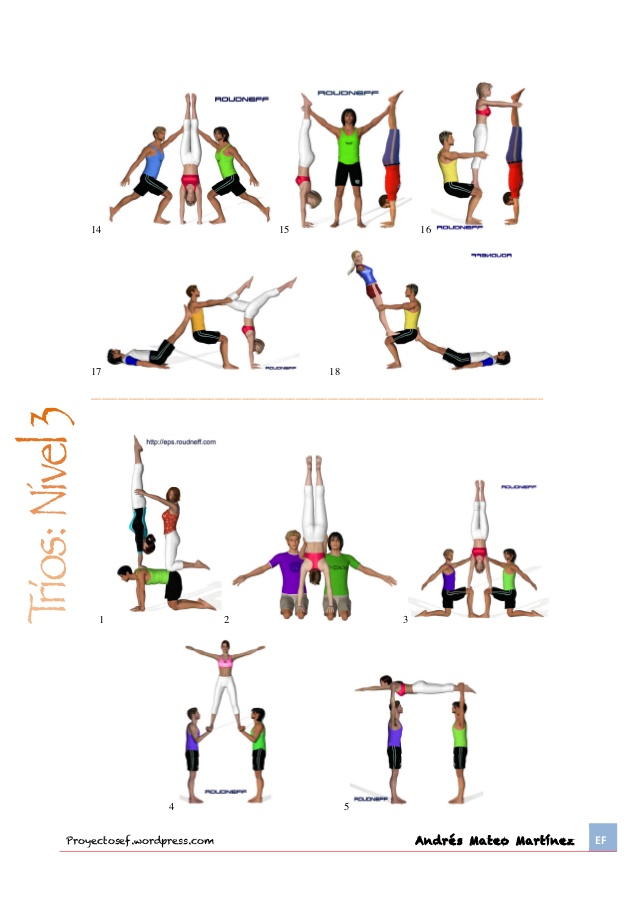 ROUDNEFF
ROUDNEFF
14
15
16
ROUDNEFF
ROUDNEFF
17
ROUDNEFF
18
Tríos: Nivel 3
http://eps.roudneff.com
ROUDNEFF
1
2
3
ROUDNEFF
4
ROUDNEFF
5
Proyectosef.wordpress.com
Andrés Mateo Martínez
EF